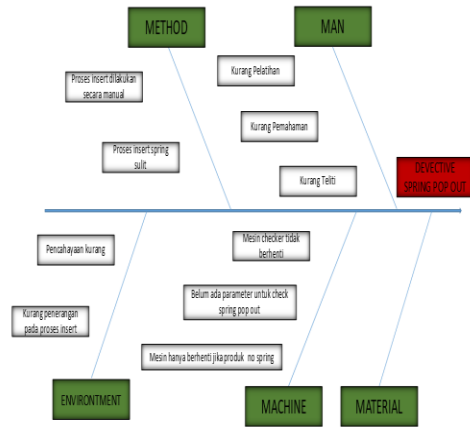 METHOD
MAN
Proses insert dilakukan
secara manual
Kurang Pelatihan
Kurang Pemahaman
Proses insert spring
sulit
Kurang Teliti
DEVECTIVE
SPRING POP OUT
Pencahayaan kurang
Mesin checker tidak
berhenti
Kurang penerangan
pada proses insert
Belum ada parameter untuk check
spring pop out
Mesin hanya berhenti jika produk no spring
ENVIRONTMENT
MACHINE
MATERIAL